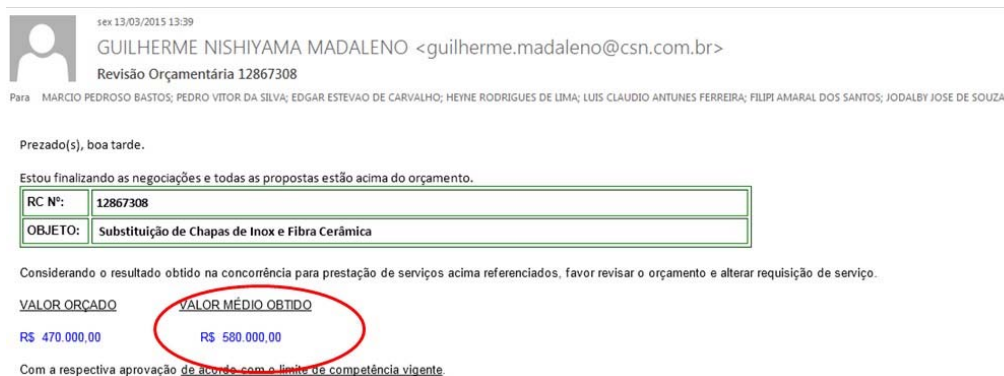 sex 13/03/2015 13:39
GUILHERME NISHIYAMA MADALENO <guilherme.madaleno@csn.com.br>
Revisão Orçamentária 12867308
Para MARCIO PEDROSO BASTOS; PEDRO VITOR DA SILVA; EDGAR ESTEVAO DE CARVALHO; HEYNE RODRIGUES DE LIMA; LUIS CLAUDIO ANTUNES FERREIRA; FILIPI AMARAL DOS SANTOS; JODALBY JOSE DE SOUZA
Prezado(s), boa tarde.
Estou finalizando as negociações e todas as propostas estão acima do orçamento.
RC Nº: 12867308
OBJETO: Substituição de Chapas de Inox e Fibra Cerâmica
Considerando o resultado obtido na concorrência para prestação de serviços acima referenciados, favor revisar o orçamento e alterar requisição de serviço.
VALOR ORÇADO VALOR MÉDIO OBTIDO
R$ 470.000,00 R$ 580.000,00
Com a respectiva aprovação de acordo com o limite de competência vigente.